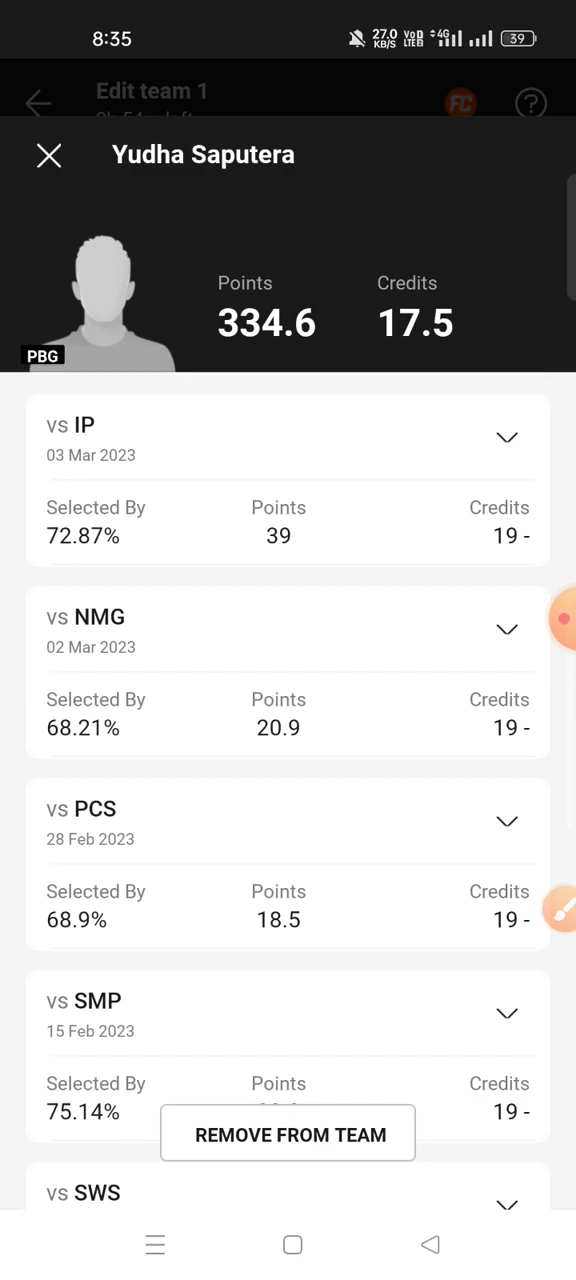 8:35 27.0 KB/S VoD LTE2 4G 39
Edit team 1 FC ?
Yudha Saputera
Points Credits
334.6 17.5
PBG
vs IP
03 Mar 2023
Selected By Points Credits
72.87% 39 19 -
vs NMG
02 Mar 2023
Selected By Points Credits
68.21% 20.9 19 -
vs PCS
28 Feb 2023
Selected By Points Credits
68.9% 18.5 19 -
vs SMP
15 Feb 2023
Selected By Points Credits
75.14% 19 -
REMOVE FROM TEAM
vs SWS